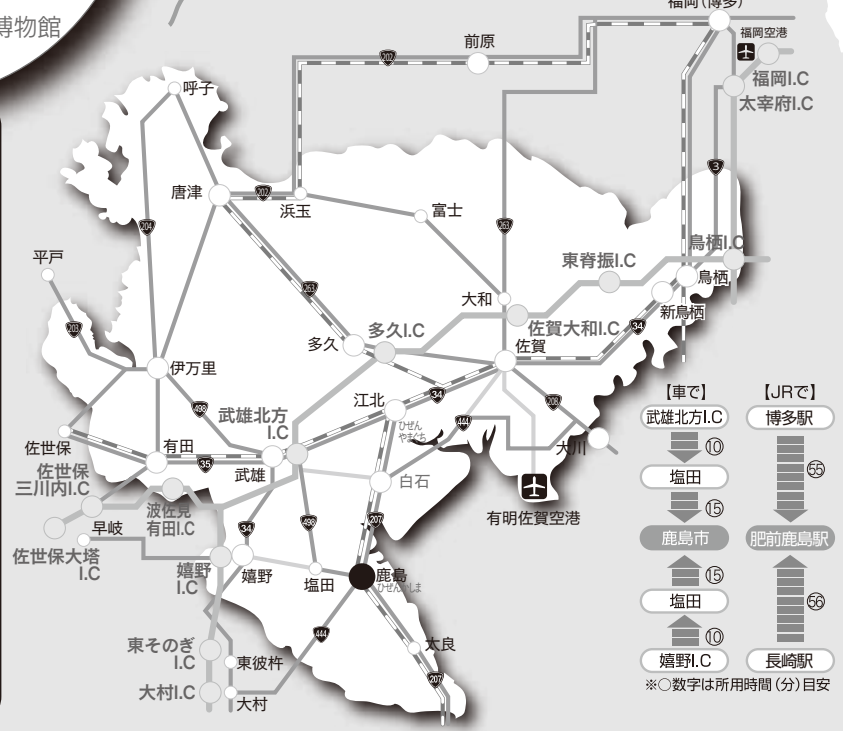 博物館
福岡(博多)
福岡空港
前原
202
呼子
福岡I.C
太宰府I.C
3
唐津
202
浜玉
富士
204
263
鳥栖I.C
平戸
東脊振I.C
263
鳥栖
大和
新鳥栖
203
多久
多久I.C
佐賀大和I.C
34
佐賀
伊万里
【車で】
【JRで】
498
武雄北方
I.C
江北
34
208
ひぜん
やまぐち
444
武雄北方I.C
博多駅
佐世保
有田
大川
⑩
35
武雄
塩田
㊺
佐世保
三川内I.C
白石
⑮
波佐見
有田I.C
有明佐賀空港
早岐
34
498
207
鹿島市
肥前鹿島駅
佐世保大塔
I.C
嬉野
I.C
嬉野
塩田
鹿島
ひぜんかしま
⑮
塩田
56
444
東そのぎ
I.C
東彼杵
太良
⑩
嬉野I.C
長崎駅
大村I.C
大村
207
※○数字は所用時間(分)目安